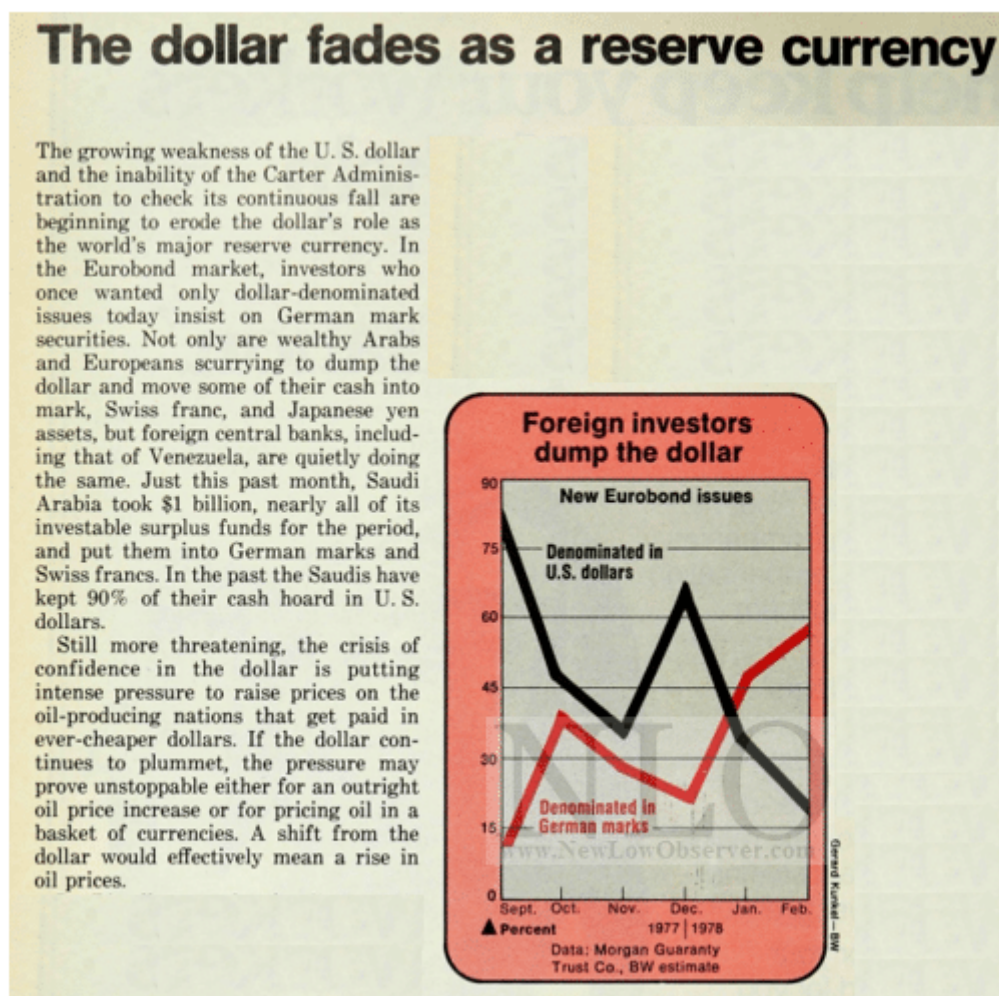 The dollar fades as a reserve currency
The growing weakness of the U. S. dollar
and the inability of the Carter Adminis-
tration to check its continuous fall are
beginning to erode the dollar's role as
the world's major reserve currency. In
the Eurobond market, investors who
once wanted only dollar-denominated
issues today insist on German mark
securities. Not only are wealthy Arabs
and Europeans scurrying to dump the
dollar and move some of their cash into
mark, Swiss franc, and Japanese yen
assets, but foreign central banks, includ-
ing that of Venezuela, are quietly doing
the same. Just this past month, Saudi
Arabia took $1 billion, nearly all of its
investable surplus funds for the period,
and put them into German marks and
Swiss francs. In the past the Saudis have
kept 90% of their cash hoard in U. S.
dollars.
Still more threatening, the crisis of
confidence in the dollar is putting
intense pressure to raise prices on the
oil-producing nations that get paid in
ever-cheaper dollars. If the dollar con-
tinues to plummet, the pressure may
prove unstoppable either for an outright
oil price increase or for pricing oil in a
basket of currencies. A shift from the
dollar would effectively mean a rise in
oil prices.
Foreign investors
dump the dollar
New Eurobond issues
90
75
60
45
30
15
0
Denominated in
U.S. dollars
Denominated in
German marks
NLO
www.NewLowObserver.com
Sept. Oct. Nov. Dec. Jan. Feb.
▲ Percent 1977 | 1978
Data: Morgan Guaranty
Trust Co., BW estimate
Gerard Kunkel—BW